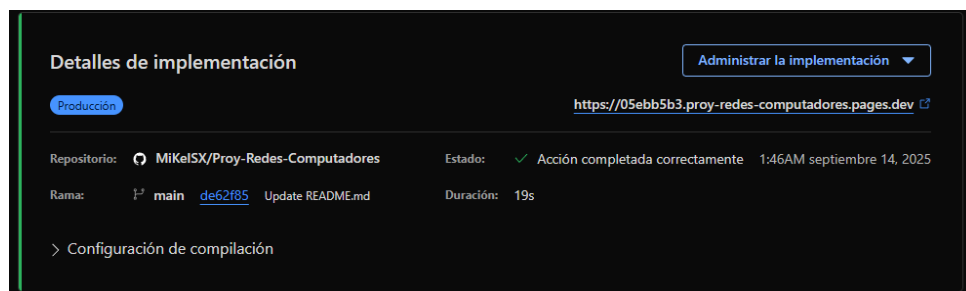 Detalles de implementación
Administrar la implementación
Producción
https://05ebb5b3.proy-redes-computadores.pages.dev
Repositorio: MiKeISX/Proy-Redes-Computadores
Estado: Acción completada correctamente 1:46AM septiembre 14, 2025
Rama: main de62f85 Update README.md
Duración: 19s
Configuración de compilación